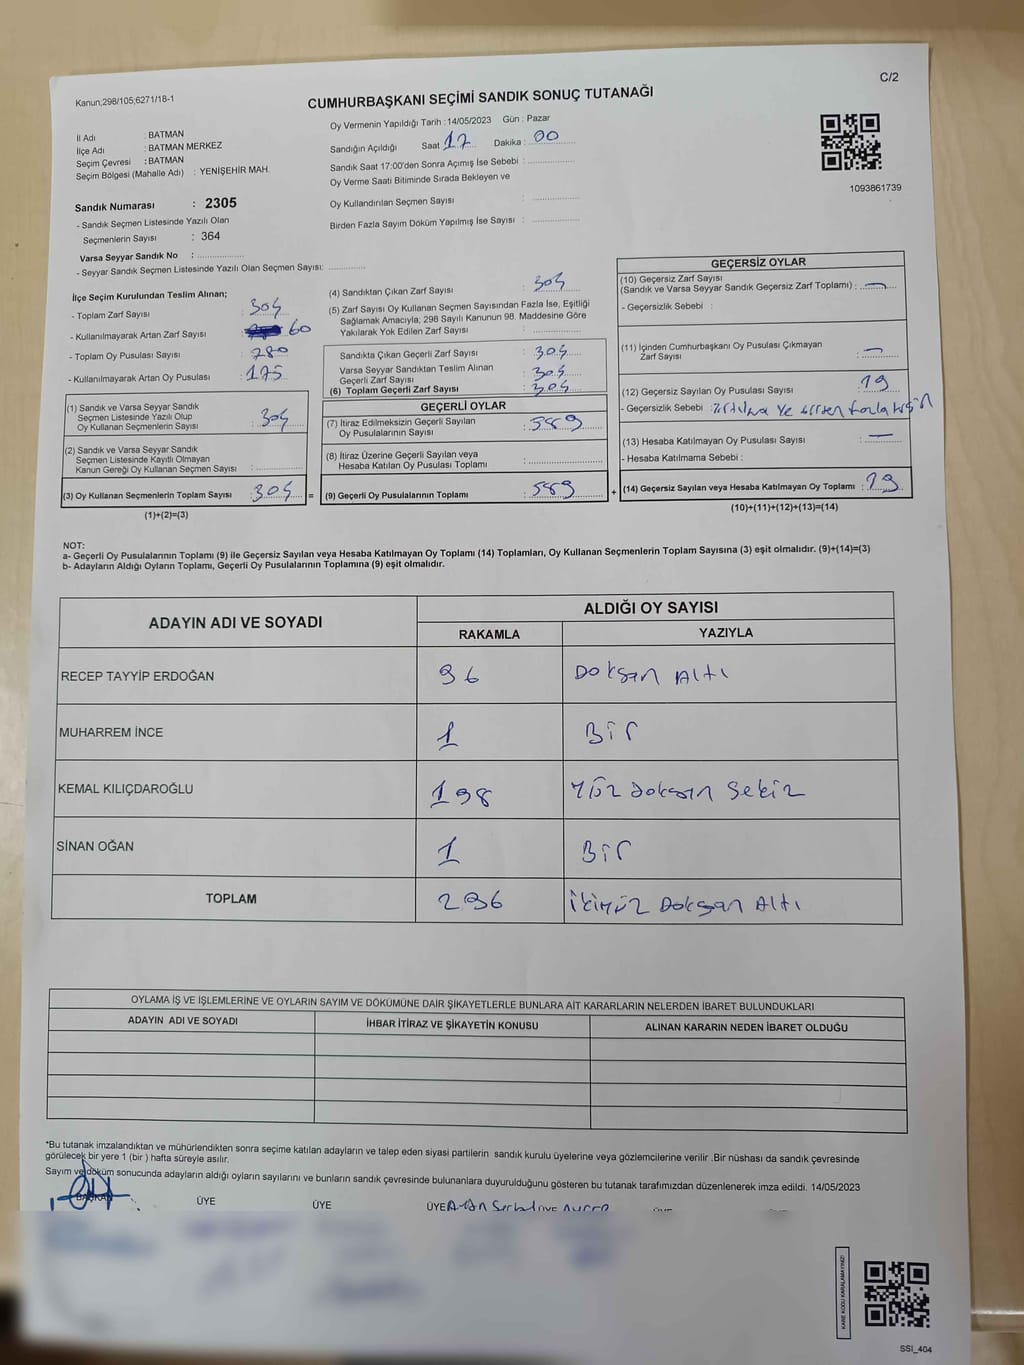 Kanun,298/105;6271/18-1
C/2
CUMHURBAŞKANI SEÇİMİ SANDIK SONUÇ TUTANAĞI
İl Adı : BATMAN
İlçe Adı : BATMAN MERKEZ
Seçim Çevresi : BATMAN
Seçim Bölgesi (Mahalle Adı) : YENİŞEHİR MAH.
Sandık Numarası : 2305
- Sandık Seçmen Listesinde Yazılı Olan
Seçmenlerin Sayısı : 364
Varsa Seyyar Sandık No :
- Seyyar Sandık Seçmen Listesinde Yazılı Olan Seçmen Sayısı:
Oy Vermenin Yapıldığı Tarih : 14/05/2023 Gün : Pazar
Sandığın Açıldığı Saat 17 Dakika : 00
Sandık Saat 17:00'den Sonra Açımış İse Sebebi :
Oy Verme Saati Bitiminde Sırada Bekleyen ve
Oy Kullandırılan Seçmen Sayısı :
Birden Fazla Sayım Döküm Yapılmış İse Sayısı :
1093861739
İlçe Seçim Kurulundan Teslim Alınan;
- Toplam Zarf Sayısı : 304
- Kullanılmayarak Artan Zarf Sayısı 60
- Toplam Oy Pusulası Sayısı : 780
- Kullanılmayarak Artan Oy Pusulası : 175
(1) Sandık ve Varsa Seyyar Sandık
Seçmen Listesinde Yazılı Olup
Oy Kullanan Seçmenlerin Sayısı : 304
(2) Sandık ve Varsa Seyyar Sandık
Seçmen Listesinde Kayıtlı Olmayan
Kanun Gereği Oy Kullanan Seçmen Sayısı :
(3) Oy Kullanan Seçmenlerin Toplam Sayısı : 304 =
(1)+(2)=(3)
(4) Sandıktan Çıkan Zarf Sayısı : 304
(5) Zarf Sayısı Oy Kullanan Seçmen Sayısından Fazla İse, Eşitliği
Sağlamak Amacıyla; 298 Sayılı Kanunun 98. Maddesine Göre
Yakılarak Yok Edilen Zarf Sayısı :
Sandıkta Çıkan Geçerli Zarf Sayısı : 304
Varsa Seyyar Sandıktan Teslim Alınan
Geçerli Zarf Sayısı : 304
(6) Toplam Geçerli Zarf Sayısı : 304
GEÇERLİ OYLAR
(7) İtiraz Edilmeksizin Geçerli Sayılan
Oy Pusulalarının Sayısı : 589
(8) İtiraz Üzerine Geçerli Sayılan veya
Hesaba Katılan Oy Pusulası Toplamı :
(9) Geçerli Oy Pusulalarının Toplamı : 589 +
GEÇERSİZ OYLAR
(10) Geçersiz Zarf Sayısı
(Sandık ve Varsa Seyyar Sandık Geçersiz Zarf Toplamı) : —
- Geçersizlik Sebebi :
(11) İçinden Cumhurbaşkanı Oy Pusulası Çıkmayan
Zarf Sayısı : —
(12) Geçersiz Sayılan Oy Pusulası Sayısı : 19
- Geçersizlik Sebebi : Yırtılma ve birden fazla
(13) Hesaba Katılmayan Oy Pusulası Sayısı : —
- Hesaba Katılmama Sebebi :
(14) Geçersiz Sayılan veya Hesaba Katılmayan Oy Toplamı : 19
(10)+(11)+(12)+(13)=(14)
NOT:
a- Geçerli Oy Pusulalarının Toplamı (9) ile Geçersiz Sayılan veya Hesaba Katılmayan Oy Toplamı (14) Toplamları, Oy Kullanan Seçmenlerin Toplam Sayısına (3) eşit olmalıdır. (9)+(14)=(3)
b- Adayların Aldığı Oyların Toplamı, Geçerli Oy Pusulalarının Toplamına (9) eşit olmalıdır.
ADAYIN ADI VE SOYADI
ALDIĞI OY SAYISI
RAKAMLA YAZIYLA
RECEP TAYYİP ERDOĞAN 96 Doksan Altı
MUHARREM İNCE 1 Bir
KEMAL KILIÇDAROĞLU 198 Yüz doksan Sekiz
SİNAN OĞAN 1 Bir
TOPLAM 296 İkiyüz Doksan Altı
OYLAMA İŞ VE İŞLEMLERİNE VE OYLARIN SAYIM VE DÖKÜMÜNE DAİR ŞİKAYETLERLE BUNLARA AİT KARARLARIN NELERDEN İBARET BULUNDUKLARI
ADAYIN ADI VE SOYADI İHBAR İTİRAZ VE ŞİKAYETİN KONUSU ALINAN KARARIN NEDEN İBARET OLDUĞU
*Bu tutanak imzalandıktan ve mühürlendikten sonra seçime katılan adayların ve talep eden siyasi partilerin sandık kurulu üyelerine veya gözlemcilerine verilir .Bir nüshası da sandık çevresinde
görülecek bir yere 1 (bir ) hafta süreyle asılır.
Sayım ve döküm sonucunda adayların aldığı oyların sayılarını ve bunların sandık çevresinde bulunanlara duyurulduğunu gösteren bu tutanak tarafımızdan düzenlenerek imza edildi. 14/05/2023
BAŞKAN ÜYE ÜYE ÜYE ÜYE
KARE KODU KARALAMAYINIZ!
SSI_404